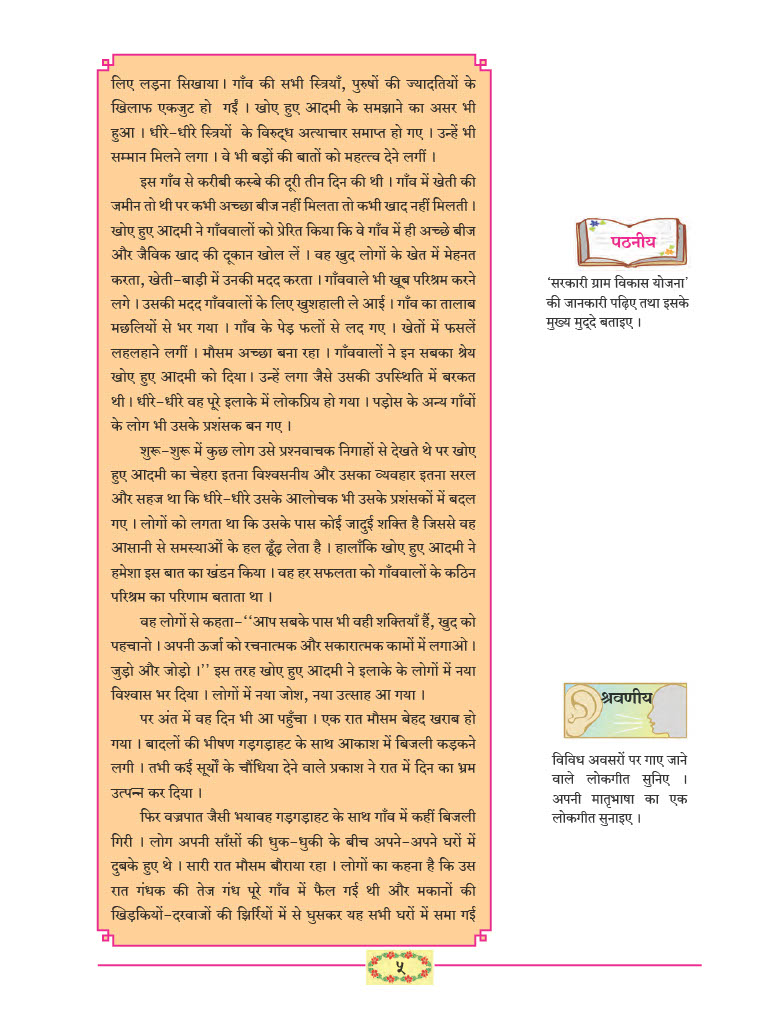 लिए लड़ना सिखाया । गाँव की सभी स्त्रियाँ, पुरुषों की ज्यादतियों के
खिलाफ एकजुट हो गईं । खोए हुए आदमी के समझाने का असर भी
हुआ । धीरे-धीरे स्त्रियों के विरुद्ध अत्याचार समाप्त हो गए । उन्हें भी
सम्मान मिलने लगा । वे भी बड़ों की बातों को महत्त्व देने लगीं ।
इस गाँव से करीबी कस्बे की दूरी तीन दिन की थी । गाँव में खेती की
जमीन तो थी पर कभी अच्छा बीज नहीं मिलता तो कभी खाद नहीं मिलती ।
खोए हुए आदमी ने गाँववालों को प्रेरित किया कि वे गाँव में ही अच्छे बीज
और जैविक खाद की दूकान खोल लें । वह खुद लोगों के खेत में मेहनत
करता, खेती-बाड़ी में उनकी मदद करता । गाँववाले भी खूब परिश्रम करने
लगे । उसकी मदद गाँववालों के लिए खुशहाली ले आई । गाँव का तालाब
मछलियों से भर गया । गाँव के पेड़ फलों से लद गए । खेतों में फसलें
लहलहाने लगीं । मौसम अच्छा बना रहा । गाँववालों ने इन सबका श्रेय
खोए हुए आदमी को दिया । उन्हें लगा जैसे उसकी उपस्थिति में बरकत
थी । धीरे-धीरे वह पूरे इलाके में लोकप्रिय हो गया । पड़ोस के अन्य गाँवों
के लोग भी उसके प्रशंसक बन गए ।
शुरू-शुरू में कुछ लोग उसे प्रश्नवाचक निगाहों से देखते थे पर खोए
हुए आदमी का चेहरा इतना विश्वसनीय और उसका व्यवहार इतना सरल
और सहज था कि धीरे-धीरे उसके आलोचक भी उसके प्रशंसकों में बदल
गए । लोगों को लगता था कि उसके पास कोई जादुई शक्ति है जिससे वह
आसानी से समस्याओं के हल ढूँढ़ लेता है । हालाँकि खोए हुए आदमी ने
हमेशा इस बात का खंडन किया । वह हर सफलता को गाँववालों के कठिन
परिश्रम का परिणाम बताता था ।
वह लोगों से कहता-‘‘आप सबके पास भी वही शक्तियाँ हैं, खुद को
पहचानो । अपनी ऊर्जा को रचनात्मक और सकारात्मक कामों में लगाओ ।
जुड़ो और जोड़ो ।’’ इस तरह खोए हुए आदमी ने इलाके के लोगों में नया
विश्वास भर दिया । लोगों में नया जोश, नया उत्साह आ गया ।
पर अंत में वह दिन भी आ पहुँचा । एक रात मौसम बेहद खराब हो
गया । बादलों की भीषण गड़गड़ाहट के साथ आकाश में बिजली कड़कने
लगी । तभी कई सूर्यों के चौंधिया देने वाले प्रकाश ने रात में दिन का भ्रम
उत्पन्न कर दिया ।
फिर वज्रपात जैसी भयावह गड़गड़ाहट के साथ गाँव में कहीं बिजली
गिरी । लोग अपनी साँसों की धुक-धुकी के बीच अपने-अपने घरों में
दुबके हुए थे । सारी रात मौसम बौराया रहा । लोगों का कहना है कि उस
रात गंधक की तेज गंध पूरे गाँव में फैल गई थी और मकानों की
खिड़कियों-दरवाजों की झिर्रियों में से घुसकर यह सभी घरों में समा गई
पठनीय
‘सरकारी ग्राम विकास योजना’
की जानकारी पढ़िए तथा इसके
मुख्य मुद्दे बताइए ।
श्रवणीय
विविध अवसरों पर गाए जाने
वाले लोकगीत सुनिए ।
अपनी मातृभाषा का एक
लोकगीत सुनाइए ।
५